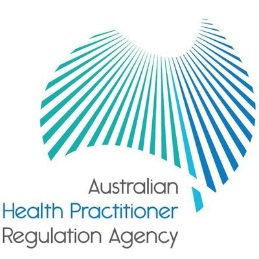 Australian
Health Practitioner
Regulation Agency